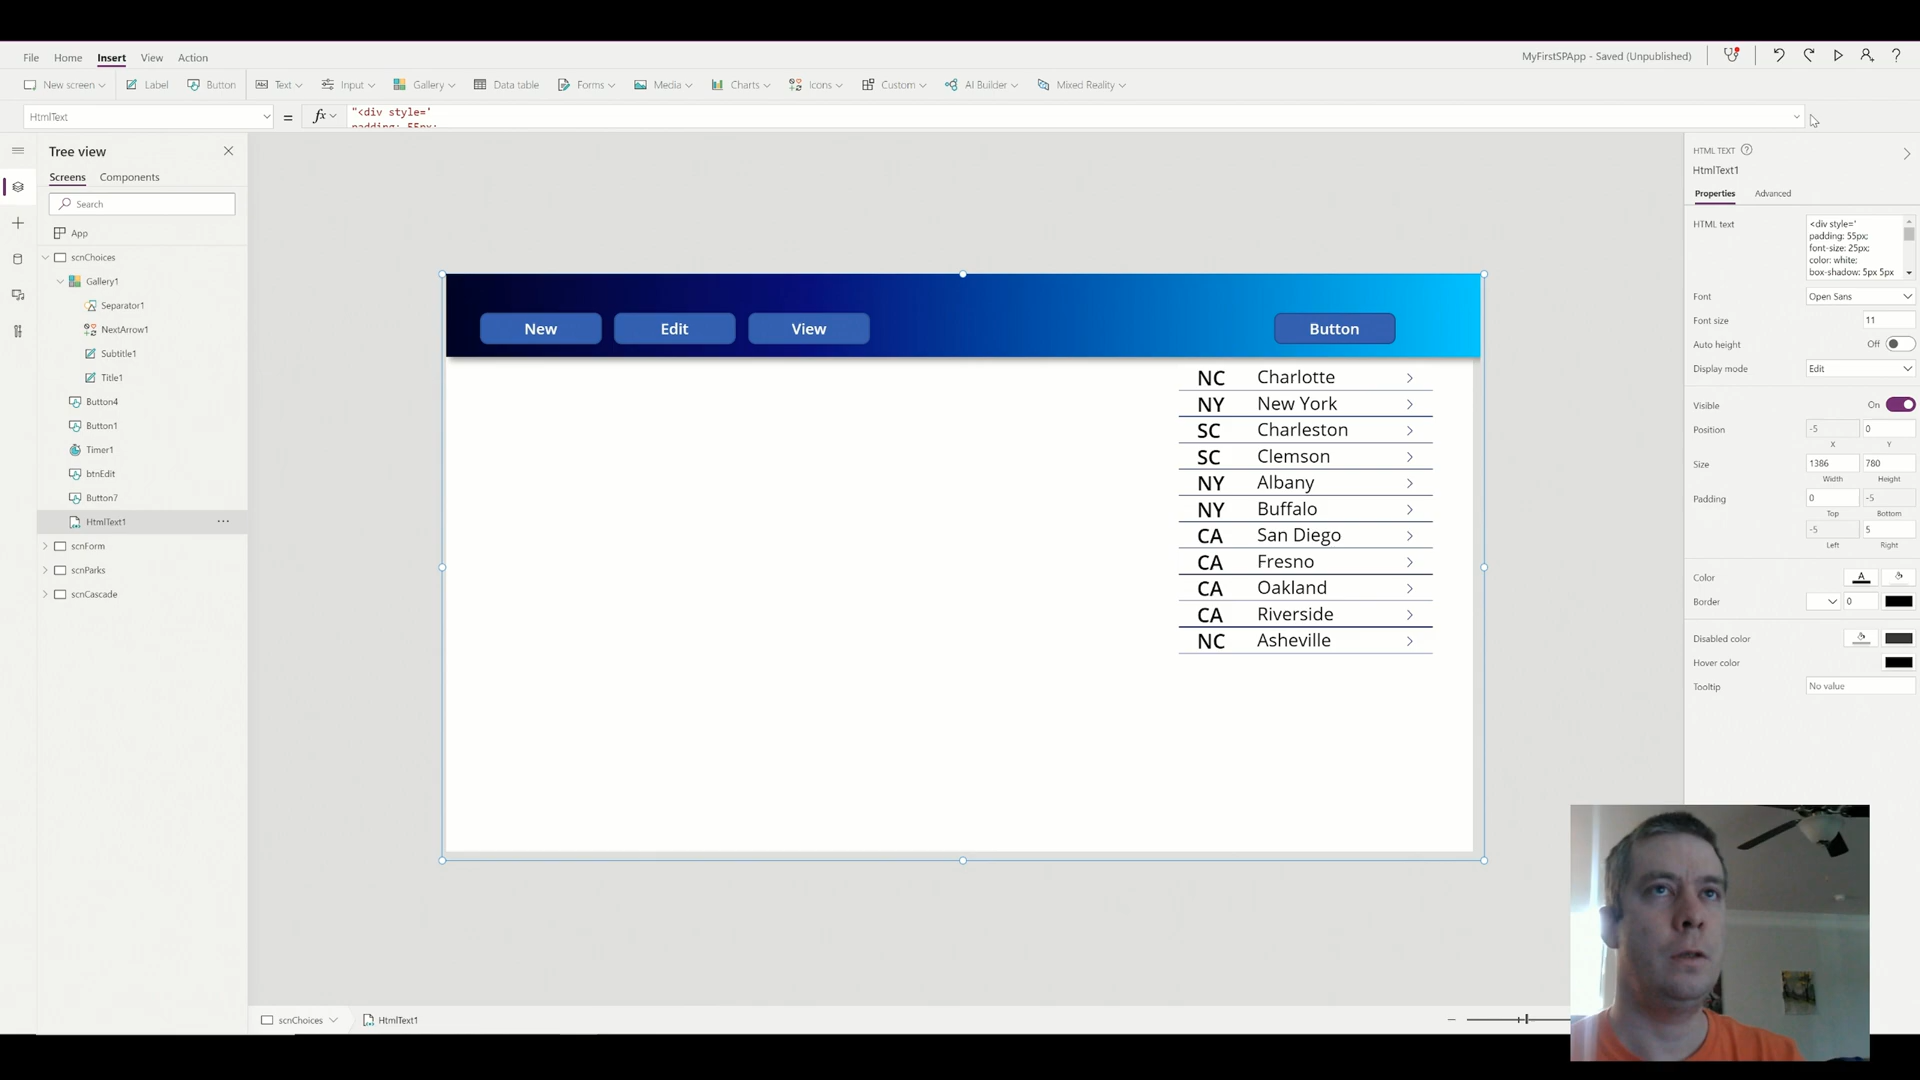 File Home Insert View Action
MyFirstSPApp - Saved (Unpublished)
New screen Label Button Text Input Gallery Data table Forms Media Charts Icons Custom AI Builder Mixed Reality
HtmlText = fx "<div style='
padding: 55px;
Tree view
Screens Components
Search
App
scnChoices
Gallery1
Separator1
NextArrow1
Subtitle1
Title1
Button4
Button1
Timer1
btnEdit
Button7
HtmlText1
scnForm
scnParks
scnCascade
New Edit View Button
NC Charlotte
NY New York
SC Charleston
SC Clemson
NY Albany
NY Buffalo
CA San Diego
CA Fresno
CA Oakland
CA Riverside
NC Asheville
HTML TEXT
HtmlText1
Properties Advanced
HTML text <div style='
padding: 55px;
font-size: 25px;
color: white;
box-shadow: 5px 5px
Font Open Sans
Font size 11
Auto height Off
Display mode Edit
Visible On
Position -5 0
X Y
Size 1386 780
Width Height
Padding 0 -5
Top Bottom
-5 5
Left Right
Color A
Border 0
Disabled color
Hover color
Tooltip No value
scnChoices HtmlText1